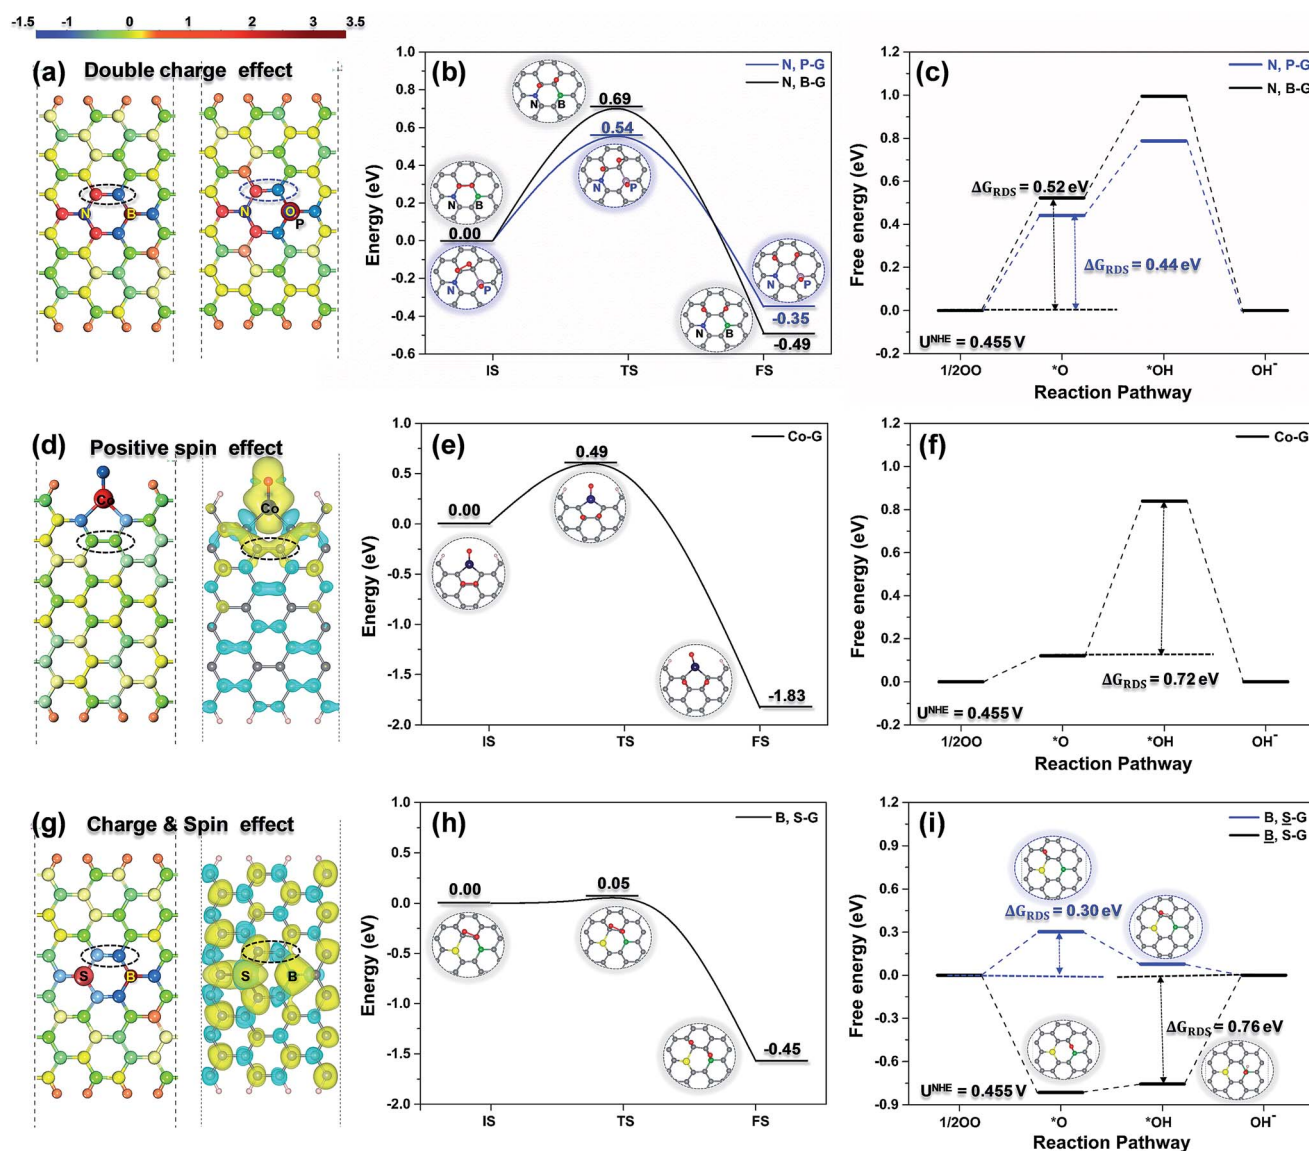 -1.5 -1 0 1 2 3 3.5
(a) Double charge effect
N B N O P
(b)
N, P-G
N, B-G
Energy (eV)
1.0
0.8
0.6
0.4
0.2
0.0
-0.2
-0.4
-0.6
0.69
0.54
0.00
-0.35
-0.49
N B
N P
N B
N P
N P
N B
IS TS FS
(c)
N, P-G
N, B-G
Free energy (eV)
1.2
1.0
0.8
0.6
0.4
0.2
0.0
-0.2
ΔG_RDS = 0.52 eV
ΔG_RDS = 0.44 eV
U^NHE = 0.455 V
1/2OO *O *OH OH⁻
Reaction Pathway
(d) Positive spin effect
Co Co
(e)
Co-G
Energy (eV)
1.0
0.5
0.0
-0.5
-1.0
-1.5
-2.0
0.49
0.00
-1.83
IS TS FS
(f)
Co-G
Free energy (eV)
1.2
1.0
0.8
0.6
0.4
0.2
0.0
-0.2
ΔG_RDS = 0.72 eV
U^NHE = 0.455 V
1/2OO *O *OH OH⁻
Reaction Pathway
(g) Charge & Spin effect
S B S B
(h)
B, S-G
Energy (eV)
1.0
0.5
0.0
-0.5
-1.0
-1.5
-2.0
0.00
0.05
-0.45
IS TS FS
(i)
B, S-G
B, S-G
Free energy (eV)
1.2
0.9
0.6
0.3
0.0
-0.3
-0.6
-0.9
ΔG_RDS = 0.30 eV
ΔG_RDS = 0.76 eV
U^NHE = 0.455 V
1/2OO *O *OH OH⁻
Reaction Pathway